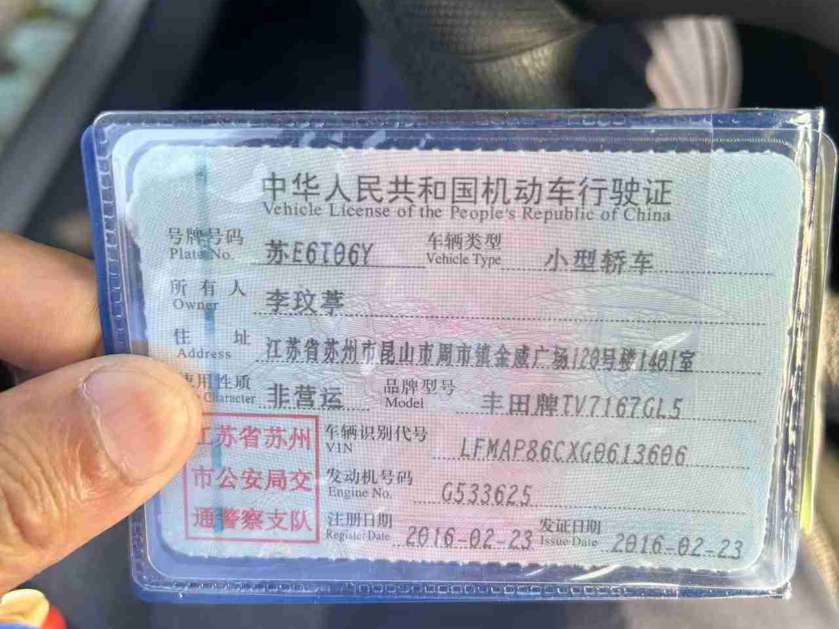 中华人民共和国机动车行驶证
Vehicle License of the People's Republic of China
号牌号码 苏E6T06Y 车辆类型 小型轿车
Plate No. Vehicle Type
所有人 李玟葶
Owner
住址 江苏省苏州市昆山市周市镇金威广场120号楼1401室
Address
使用性质 非营运 品牌型号 丰田牌TV7167GL5
Character Model
江苏省苏州 车辆识别代号 LFMAP86CXG0613606
VIN
市公安局交 发动机号码 G533625
Engine No.
通警察支队 注册日期 2016-02-23 发证日期 2016-02-23
Register Date Issue Date